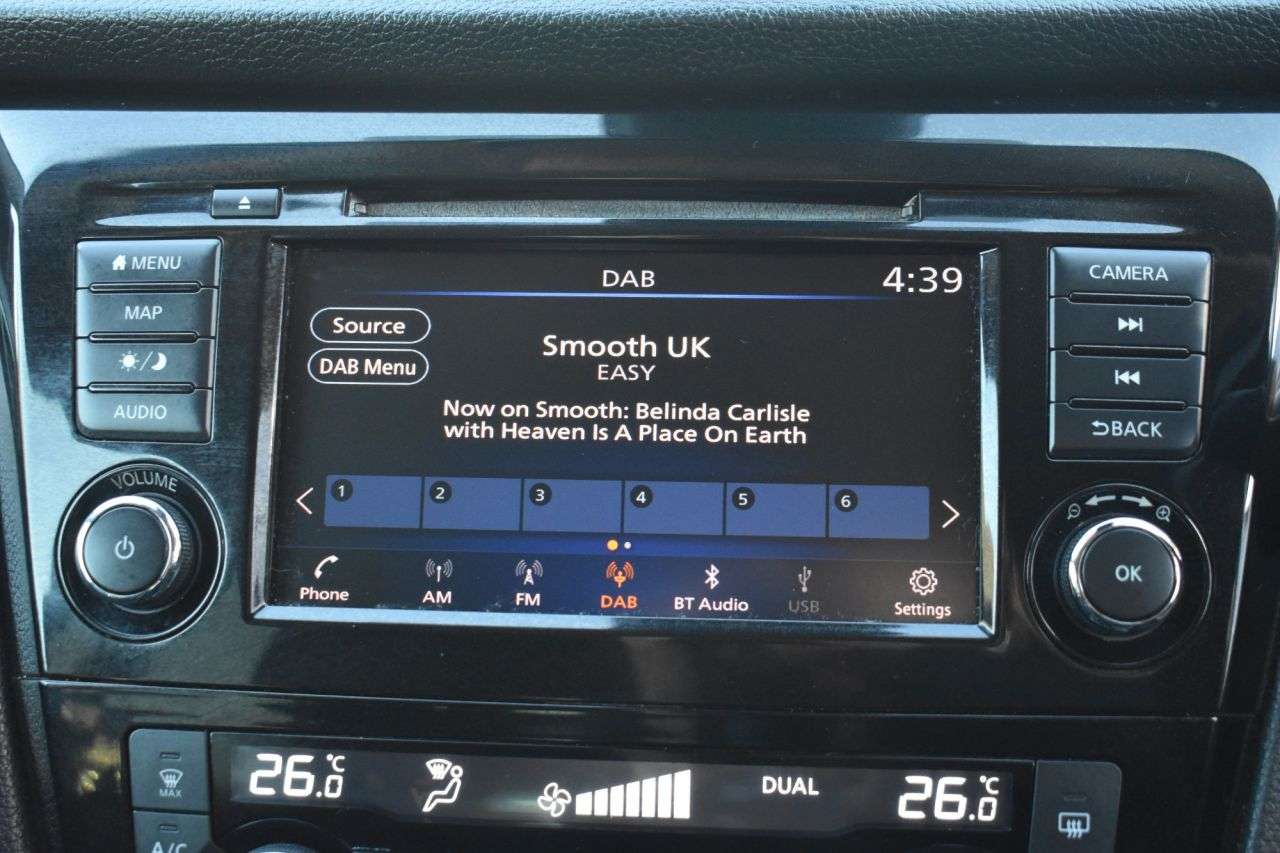 MENU
MAP
AUDIO
VOLUME
DAB
4:39
Source
DAB Menu
Smooth UK
EASY
Now on Smooth: Belinda Carlisle
with Heaven Is A Place On Earth
1 2 3 4 5 6
Phone AM FM DAB BT Audio USB Settings
CAMERA
BACK
OK
MAX
A/C
26.0°C
DUAL
26.0°C